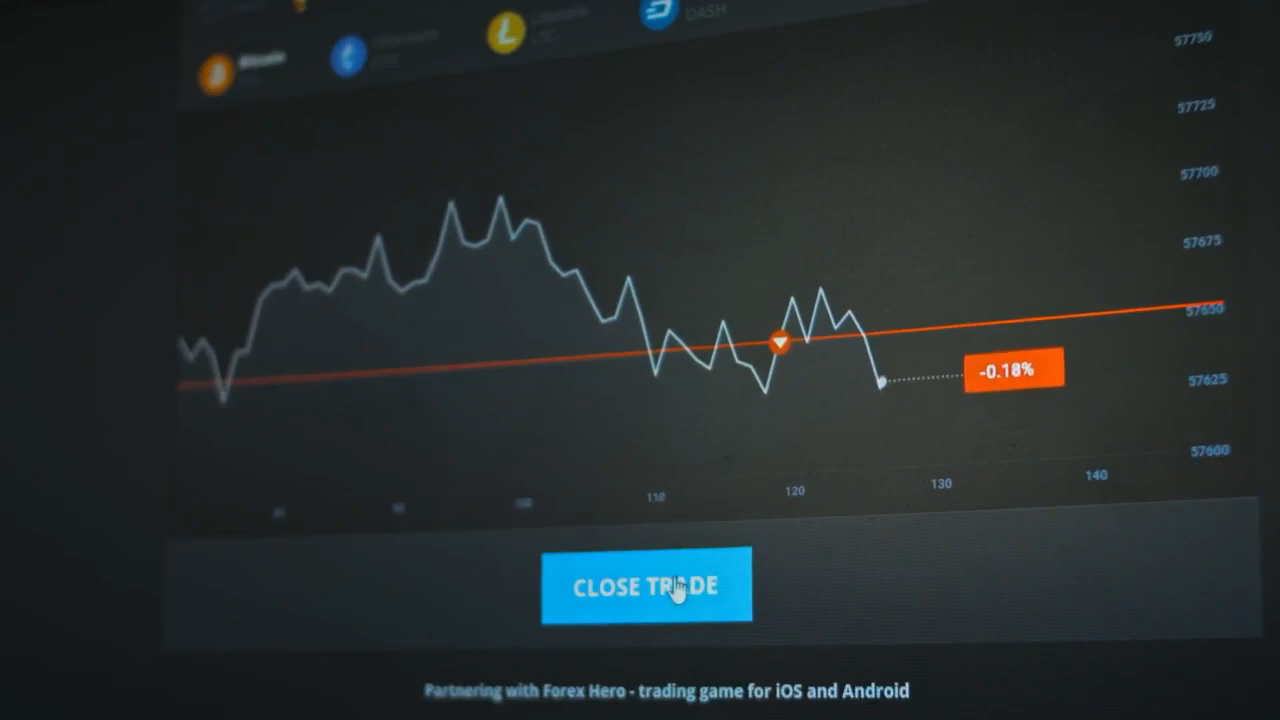 Bitcoin
LTC
DASH
57750
57725
57700
57675
57650
-0.18%
57625
57600
110
120
130
140
CLOSE TRADE
Partnering with Forex Hero - trading game for iOS and Android